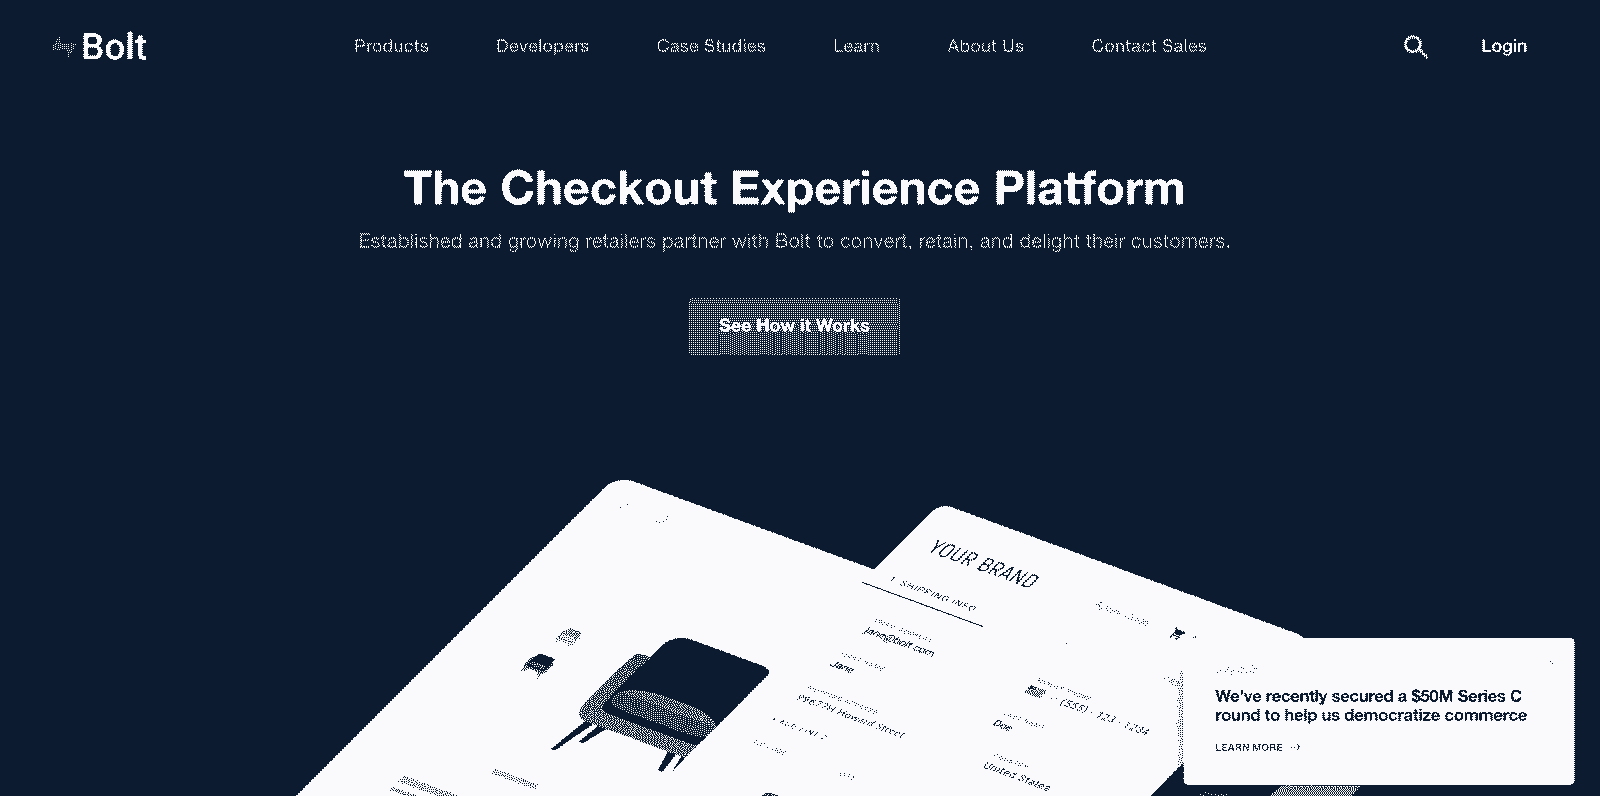 Bolt
Products
Developers
Case Studies
Learn
About Us
Contact Sales
Login
The Checkout Experience Platform
Established and growing retailers partner with Bolt to convert, retain, and delight their customers.
See How it Works
YOUR BRAND
1. SHIPPING INFO
jane@bolt.com
Jane
Howard Street
(555) - 123 - 1234
Doe
United States
We've recently secured a $50M Series C
round to help us democratize commerce
LEARN MORE →